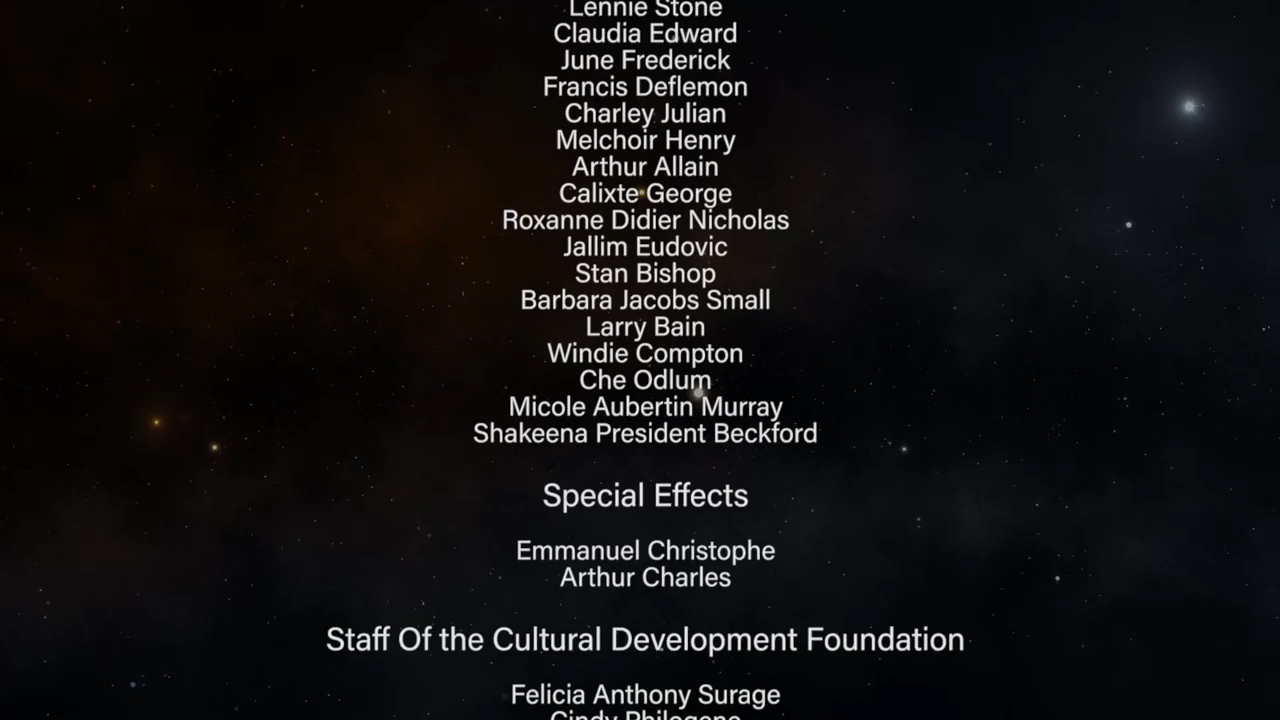 Lennie Stone
Claudia Edward
June Frederick
Francis Deflemon
Charley Julian
Melchoir Henry
Arthur Allain
Calixte George
Roxanne Didier Nicholas
Jallim Eudovic
Stan Bishop
Barbara Jacobs Small
Larry Bain
Windie Compton
Che Odlum
Micole Aubertin Murray
Shakeena President Beckford
Special Effects
Emmanuel Christophe
Arthur Charles
Staff Of the Cultural Development Foundation
Felicia Anthony Surage
Cindy Philogene